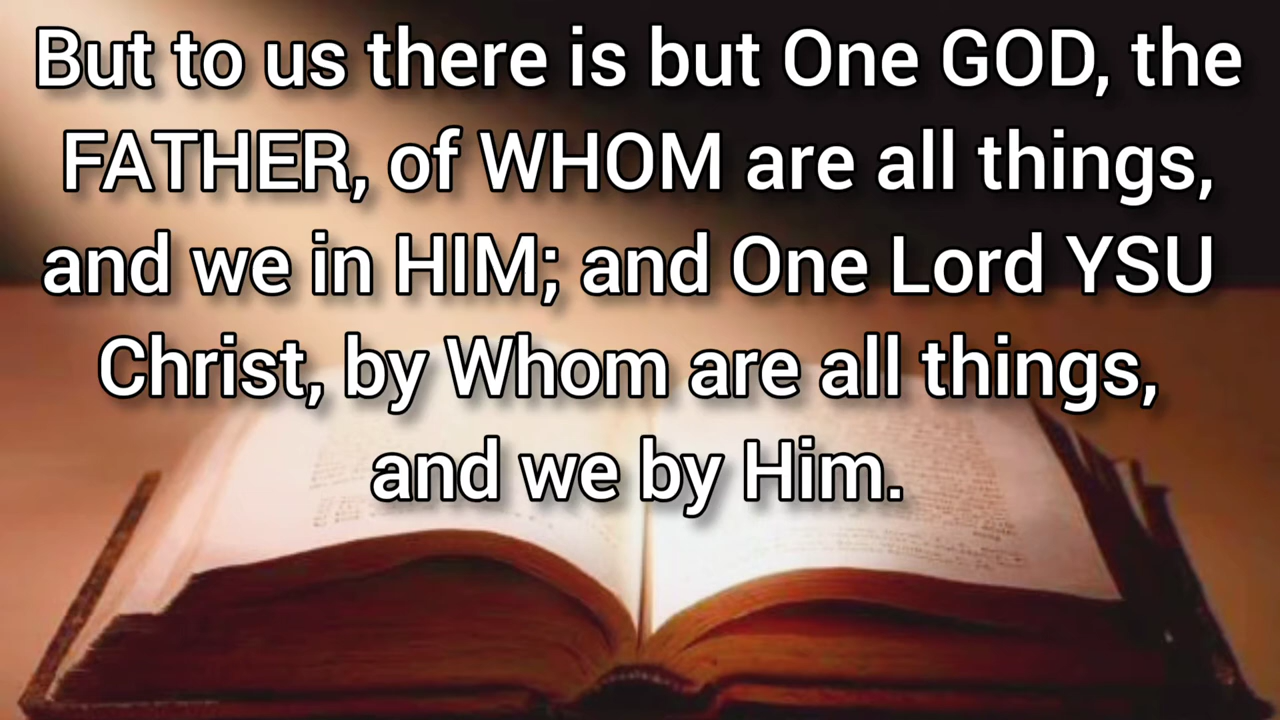 But to us there is but One GOD, the
FATHER, of WHOM are all things,
and we in HIM; and One Lord YSU
Christ, by Whom are all things,
and we by Him.